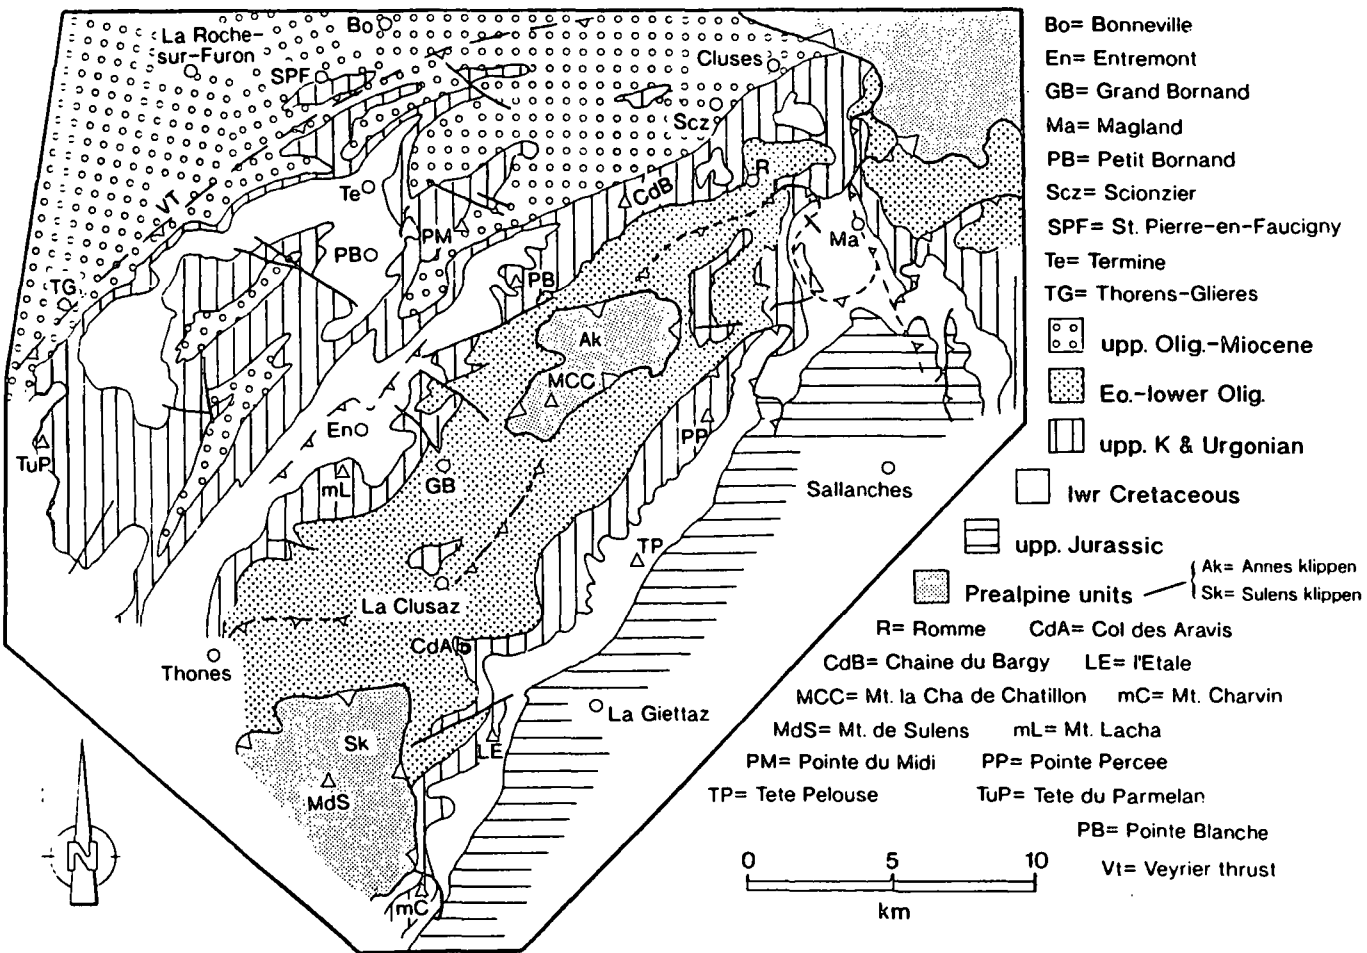 Bo
La Roche-
sur-Furon
SPF
Cluses
Scz
VT
Te
CdB
R
PM
Ma
PB
PB
TG
Ak
MCC
En
PP
TuP
mL
GB
Sallanches
TP
La Clusaz
CdA
Thones
La Giettaz
Sk
LE
MdS
mC
N
Bo= Bonneville
En= Entremont
GB= Grand Bornand
Ma= Magland
PB= Petit Bornand
Scz= Scionzier
SPF= St. Pierre-en-Faucigny
Te= Termine
TG= Thorens-Glieres
upp. Olig.-Miocene
Eo.-lower Olig.
upp. K & Urgonian
lwr Cretaceous
upp. Jurassic
Prealpine units
Ak= Annes klippen
Sk= Sulens klippen
R= Romme CdA= Col des Aravis
CdB= Chaine du Bargy LE= l'Etale
MCC= Mt. la Cha de Chatillon mC= Mt. Charvin
MdS= Mt. de Sulens mL= Mt. Lacha
PM= Pointe du Midi PP= Pointe Percee
TP= Tete Pelouse TuP= Tete du Parmelan
PB= Pointe Blanche
Vt= Veyrier thrust
0 5 10
km